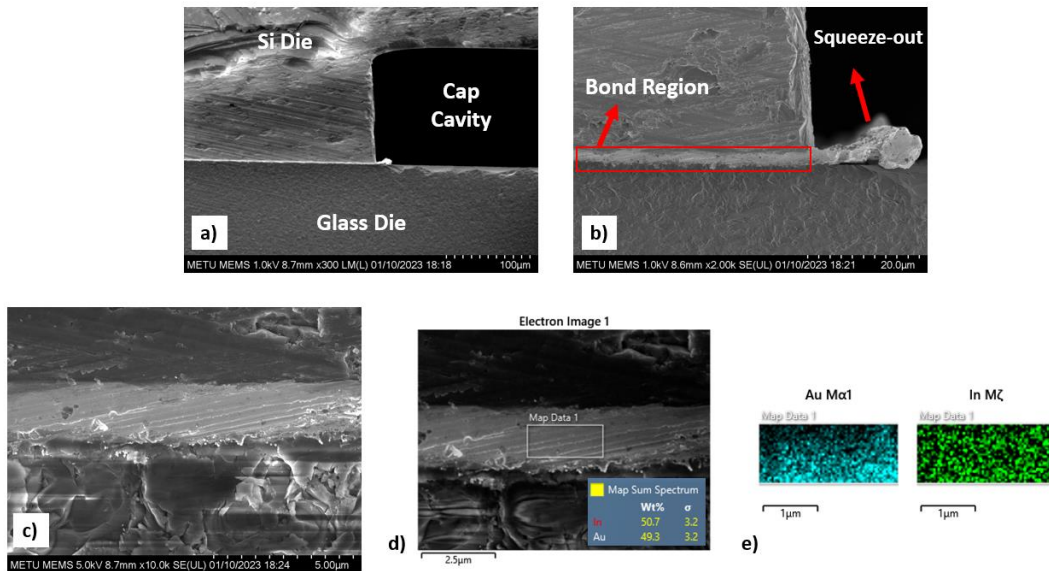 Si Die
Cap
Cavity
Glass Die
a)
METU MEMS 1.0kV 8.7mm x300 LM(L) 01/10/2023 18:18
100µm
Squeeze-out
Bond Region
b)
METU MEMS 1.0kV 8.6mm x2.00k SE(UL) 01/10/2023 18:21
20.0µm
c)
METU MEMS 5.0kV 8.7mm x10.0k SE(UL) 01/10/2023 18:24
5.00µm
Electron Image 1
Map Data 1
Map Sum Spectrum
Wt% σ
In 50.7 3.2
Au 49.3 3.2
d)
2.5µm
Au Mα1
Map Data 1
1µm
In Mζ
Map Data 1
1µm
e)